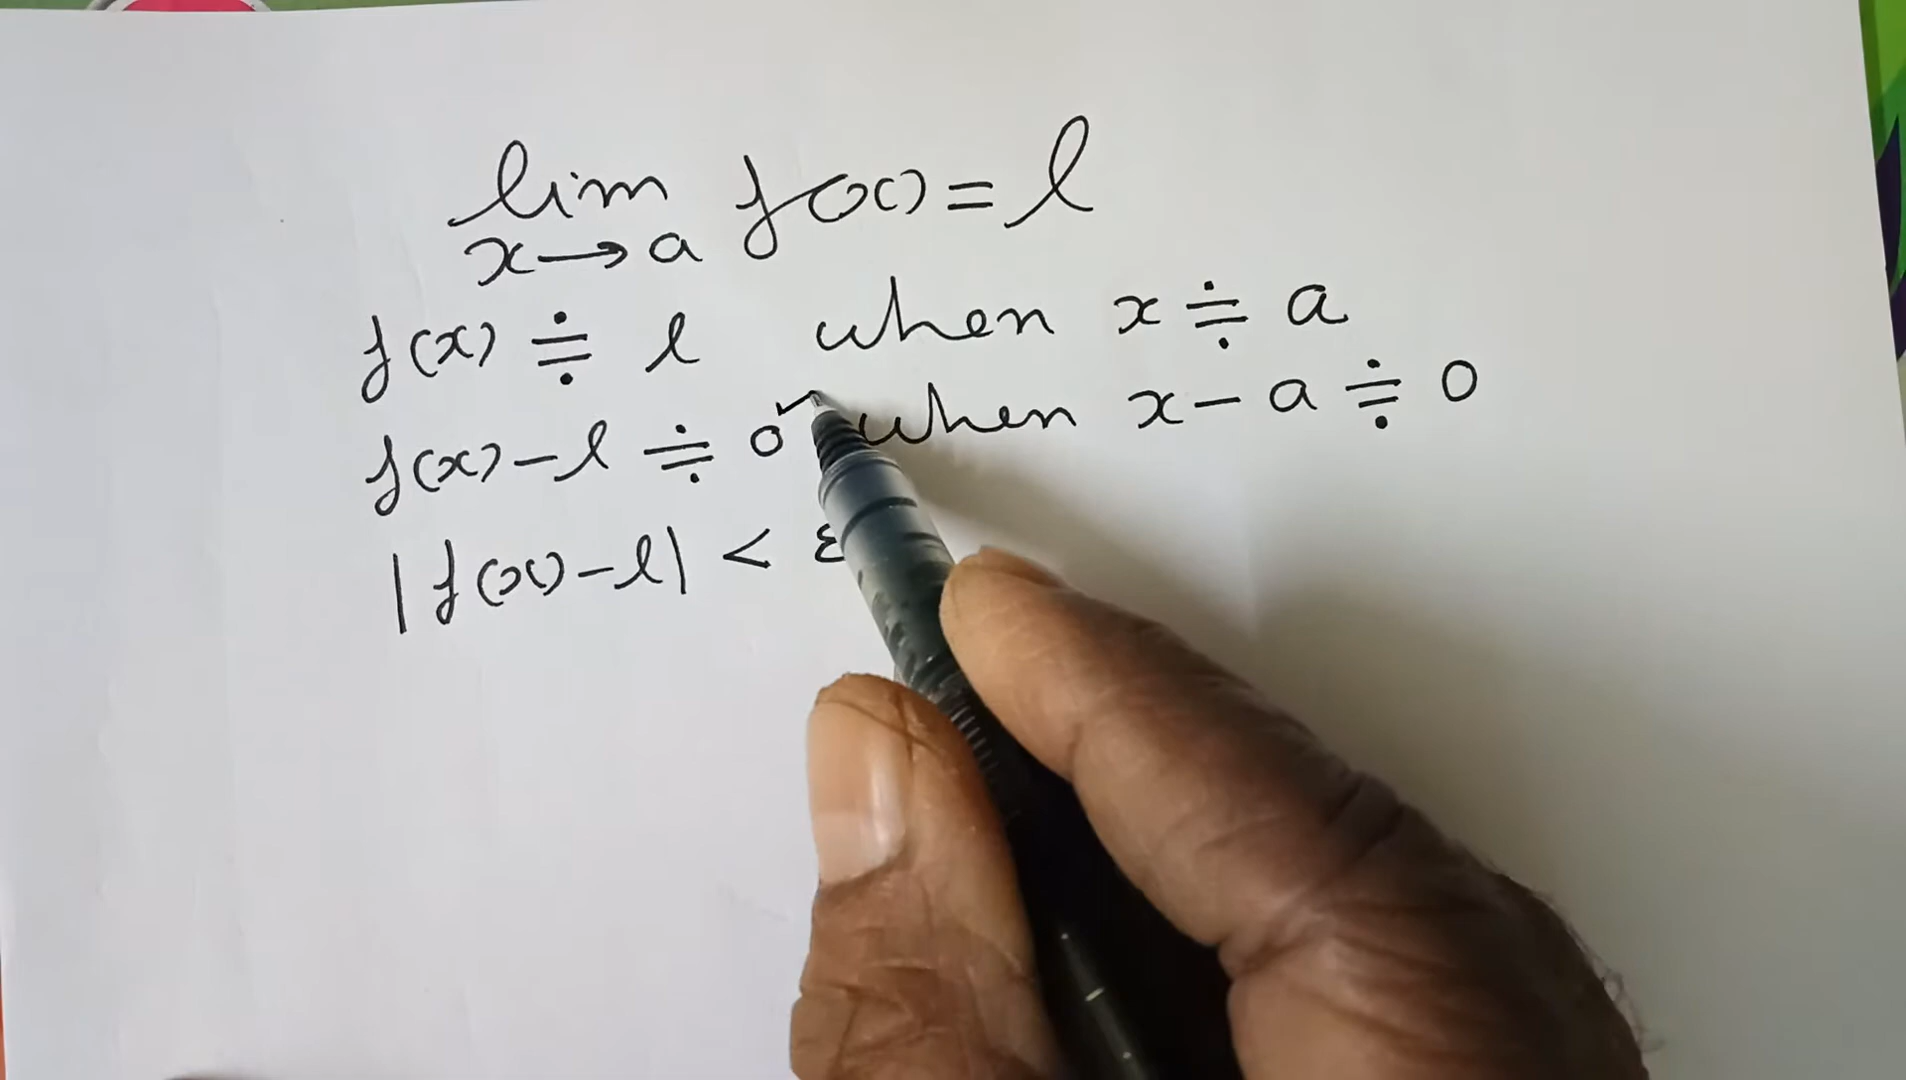 lim f(x) = l
x → a
f(x) ≑ l when x ≑ a
f(x) - l ≑ 0 when x - a ≑ 0
|f(x) - l| < ε